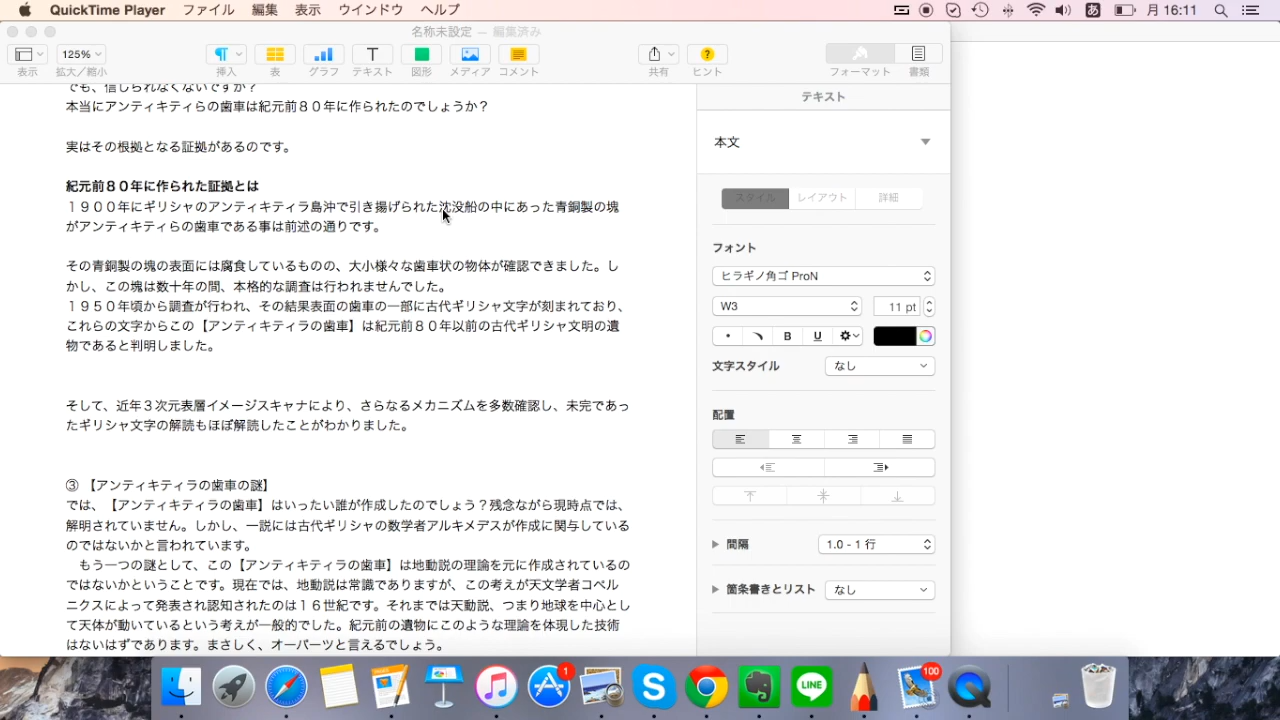 QuickTime Player ファイル 編集 表示 ウインドウ ヘルプ
月 16:11
名称未設定 — 編集済み
125%
表示 拡大／縮小 挿入 表 グラフ テキスト 図形 メディア コメント 共有 ヒント フォーマット 書類
でも、信じられなくないですか？
本当にアンティキティらの歯車は紀元前８０年に作られたのでしょうか？
実はその根拠となる証拠があるのです。
紀元前８０年に作られた証拠とは
１９００年にギリシャのアンティキティラ島沖で引き揚げられた沈没船の中にあった青銅製の塊
がアンティキティらの歯車である事は前述の通りです。
その青銅製の塊の表面には腐食しているものの、大小様々な歯車状の物体が確認できました。し
かし、この塊は数十年の間、本格的な調査は行われませんでした。
１９５０年頃から調査が行われ、その結果表面の歯車の一部に古代ギリシャ文字が刻まれており、
これらの文字からこの【アンティキティラの歯車】は紀元前８０年以前の古代ギリシャ文明の遺
物であると判明しました。
そして、近年３次元表層イメージスキャナにより、さらなるメカニズムを多数確認し、未完であっ
たギリシャ文字の解読もほぼ解読したことがわかりました。
③ 【アンティキティラの歯車の謎】
では、【アンティキティラの歯車】はいったい誰が作成したのでしょう？残念ながら現時点では、
解明されていません。しかし、一説には古代ギリシャの数学者アルキメデスが作成に関与している
のではないかと言われています。
もう一つの謎として、この【アンティキティラの歯車】は地動説の理論を元に作成されているの
ではないかということです。現在では、地動説は常識でありますが、この考えが天文学者コペル
ニクスによって発表され認知されたのは１６世紀です。それまでは天動説、つまり地球を中心とし
て天体が動いているという考えが一般的でした。紀元前の遺物にこのような理論を体現した技術
はないはずであります。まさしく、オーパーツと言えるでしょう。
テキスト
本文
スタイル レイアウト 詳細
フォント
ヒラギノ角ゴ ProN
W3 11 pt
B U
文字スタイル なし
配置
間隔 1.0 - 1 行
箇条書きとリスト なし
1
LINE
100